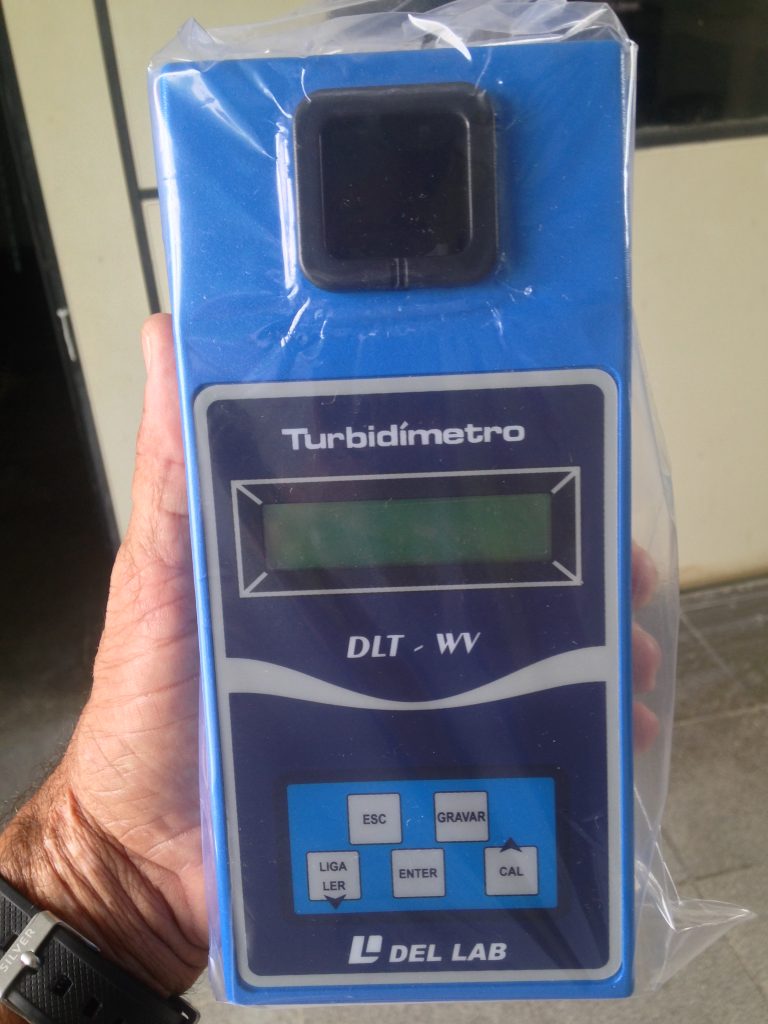 Turbidímetro
DLT - WV
ESC
GRAVAR
LIGA
LER
ENTER
CAL
DEL LAB
SILVER